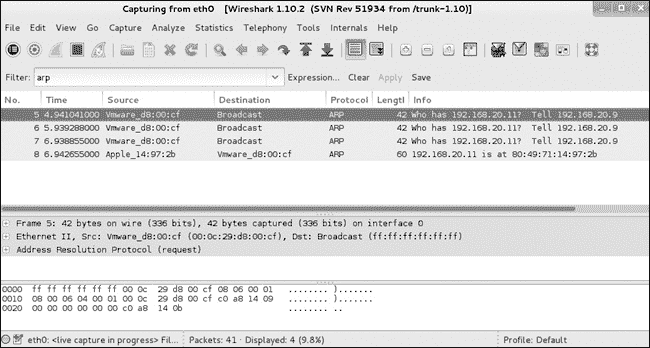 Capturing from eth0 [Wireshark 1.10.2 (SVN Rev 51934 from /trunk-1.10)]
File Edit View Go Capture Analyze Statistics Telephony Tools Internals Help
Filter: arp Expression... Clear Apply Save
No. Time Source Destination Protocol Lengtl Info
5 4.941041000 Vmware_d8:00:cf Broadcast ARP 42 Who has 192.168.20.11? Tell 192.168.20.9
6 5.939288000 Vmware_d8:00:cf Broadcast ARP 42 Who has 192.168.20.11? Tell 192.168.20.9
7 6.938855000 Vmware_d8:00:cf Broadcast ARP 42 Who has 192.168.20.11? Tell 192.168.20.9
8 6.942655000 Apple_14:97:2b Vmware_d8:00:cf ARP 60 192.168.20.11 is at 80:49:71:14:97:2b
Frame 5: 42 bytes on wire (336 bits), 42 bytes captured (336 bits) on interface 0
Ethernet II, Src: Vmware_d8:00:cf (00:0c:29:d8:00:cf), Dst: Broadcast (ff:ff:ff:ff:ff:ff)
Address Resolution Protocol (request)
0000 ff ff ff ff ff ff 00 0c 29 d8 00 cf 08 06 00 01 ........ ).......
0010 08 00 06 04 00 01 00 0c 29 d8 00 cf c0 a8 14 09 ........ ).......
0020 00 00 00 00 00 00 c0 a8 14 0b ........ ..
eth0: <live capture in progress> Fil... Packets: 41 · Displayed: 4 (9.8%) Profile: Default